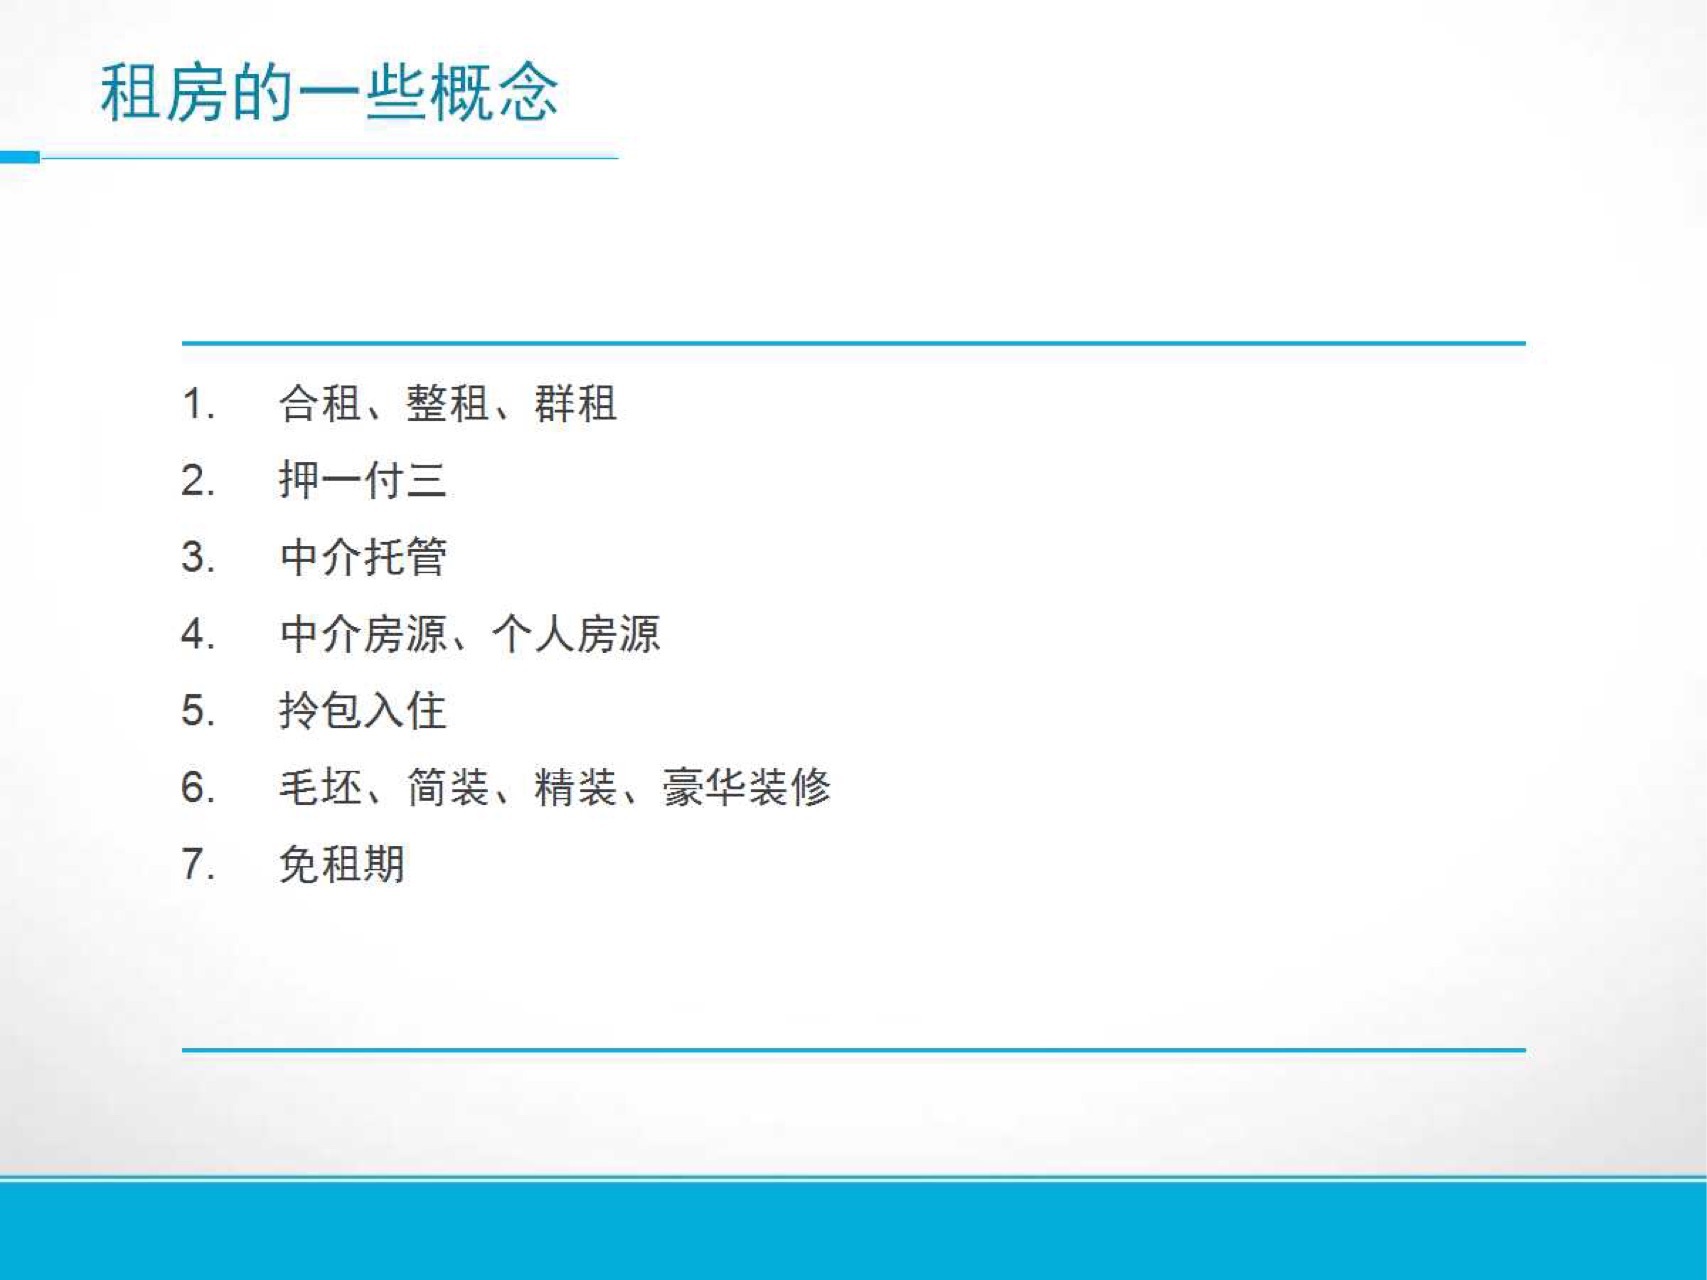 租房的一些概念
1. 合租、整租、群租
2. 押一付三
3. 中介托管
4. 中介房源、个人房源
5. 拎包入住
6. 毛坯、简装、精装、豪华装修
7. 免租期